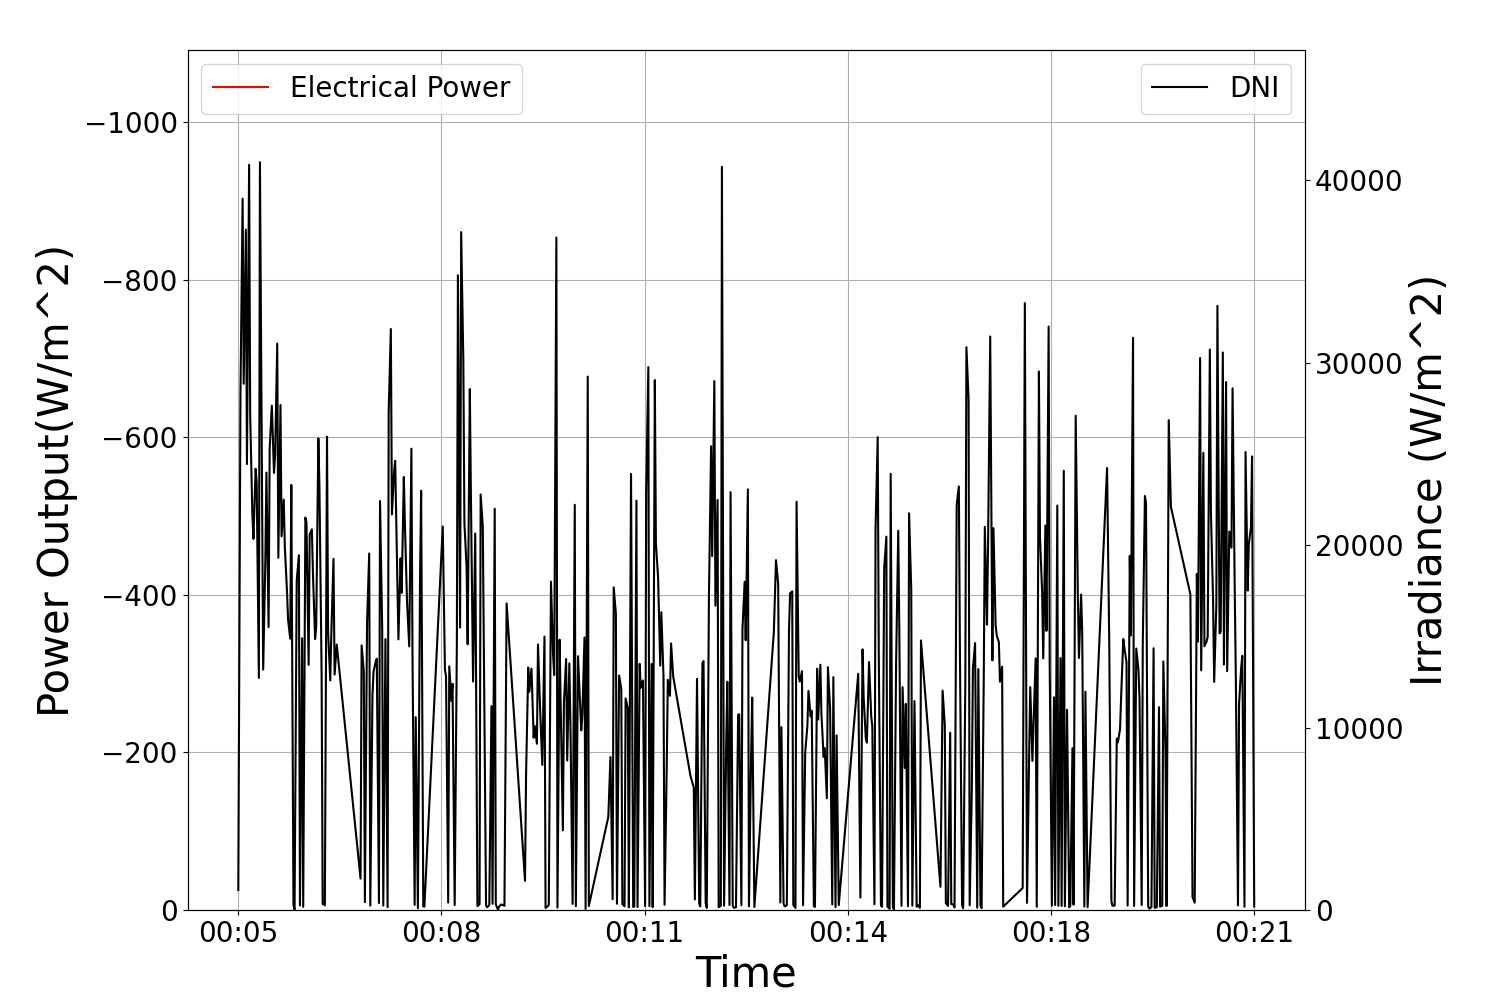 Electrical Power
DNI
−1000
−800
−600
−400
−200
0
Power Output(W/m^2)
40000
30000
20000
10000
0
Irradiance (W/m^2)
00:05 00:08 00:11 00:14 00:18 00:21
Time